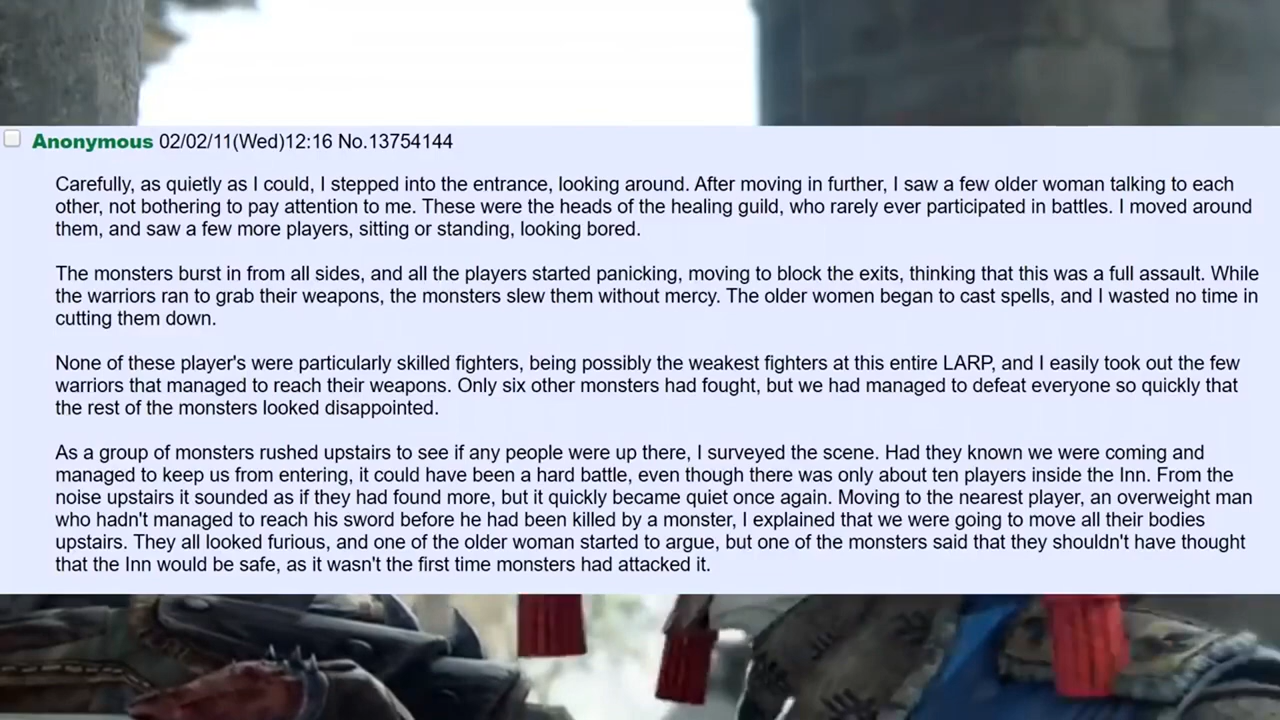 Anonymous 02/02/11(Wed)12:16 No.13754144
Carefully, as quietly as I could, I stepped into the entrance, looking around. After moving in further, I saw a few older woman talking to each
other, not bothering to pay attention to me. These were the heads of the healing guild, who rarely ever participated in battles. I moved around
them, and saw a few more players, sitting or standing, looking bored.
The monsters burst in from all sides, and all the players started panicking, moving to block the exits, thinking that this was a full assault. While
the warriors ran to grab their weapons, the monsters slew them without mercy. The older women began to cast spells, and I wasted no time in
cutting them down.
None of these player's were particularly skilled fighters, being possibly the weakest fighters at this entire LARP, and I easily took out the few
warriors that managed to reach their weapons. Only six other monsters had fought, but we had managed to defeat everyone so quickly that
the rest of the monsters looked disappointed.
As a group of monsters rushed upstairs to see if any people were up there, I surveyed the scene. Had they known we were coming and
managed to keep us from entering, it could have been a hard battle, even though there was only about ten players inside the Inn. From the
noise upstairs it sounded as if they had found more, but it quickly became quiet once again. Moving to the nearest player, an overweight man
who hadn't managed to reach his sword before he had been killed by a monster, I explained that we were going to move all their bodies
upstairs. They all looked furious, and one of the older woman started to argue, but one of the monsters said that they shouldn't have thought
that the Inn would be safe, as it wasn't the first time monsters had attacked it.